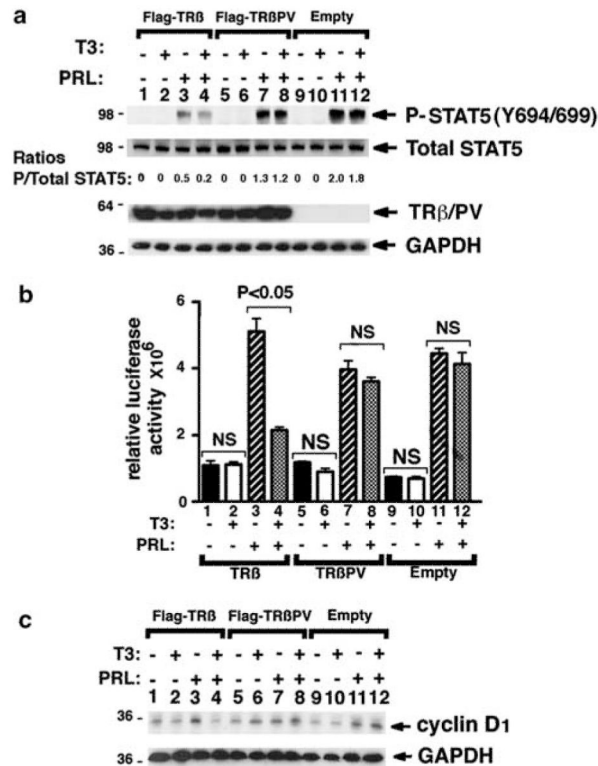 a
Flag-TRß Flag-TRßPV Empty
T3: - + - + - + - + - + - +
PRL: - - + + - - + + - - + +
1 2 3 4 5 6 7 8 9 10 11 12
98 - P-STAT5(Y694/699)
98 - Total STAT5
Ratios
P/Total STAT5: 0 0 0.5 0.2 0 0 1.3 1.2 0 0 2.0 1.8
64 - TRβ/PV
36 - GAPDH
b
relative luciferase
activity X10⁶
6
4
2
0
P<0.05
NS NS NS NS NS
1 2 3 4 5 6 7 8 9 10 11 12
T3: - + - + - + - + - + - +
PRL: - - + + - - + + - - + +
TRß TRßPV Empty
c
Flag-TRß Flag-TRßPV Empty
T3: - + - + - + - + - + - +
PRL: - - + + - - + + - - + +
1 2 3 4 5 6 7 8 9 10 11 12
36 - cyclin D1
36 - GAPDH